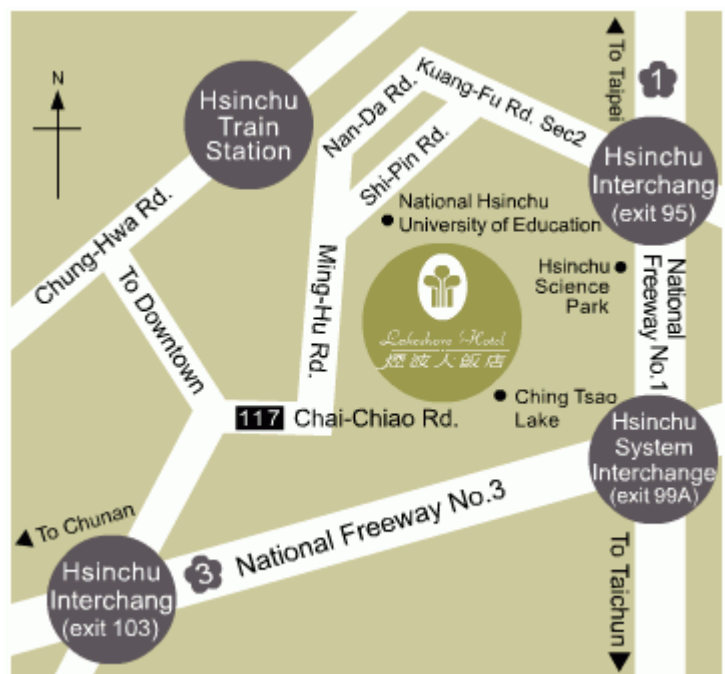 To Taipei
1
N
Hsinchu
Train
Station
Nan-Da Rd.
Kuang-Fu Rd. Sec2
Shi-Pin Rd.
Hsinchu
Interchang
(exit 95)
National Hsinchu
University of Education
Chung-Hwa Rd.
To Downtown
Ming-Hu Rd.
Hsinchu
Science
Park
National
Freeway No.1
Lakeshore Hotel
煙波大飯店
117 Chai-Chiao Rd.
Ching Tsao
Lake
Hsinchu
System
Interchange
(exit 99A)
To Chunan
National Freeway No.3
3
Hsinchu
Interchang
(exit 103)
To Taichun